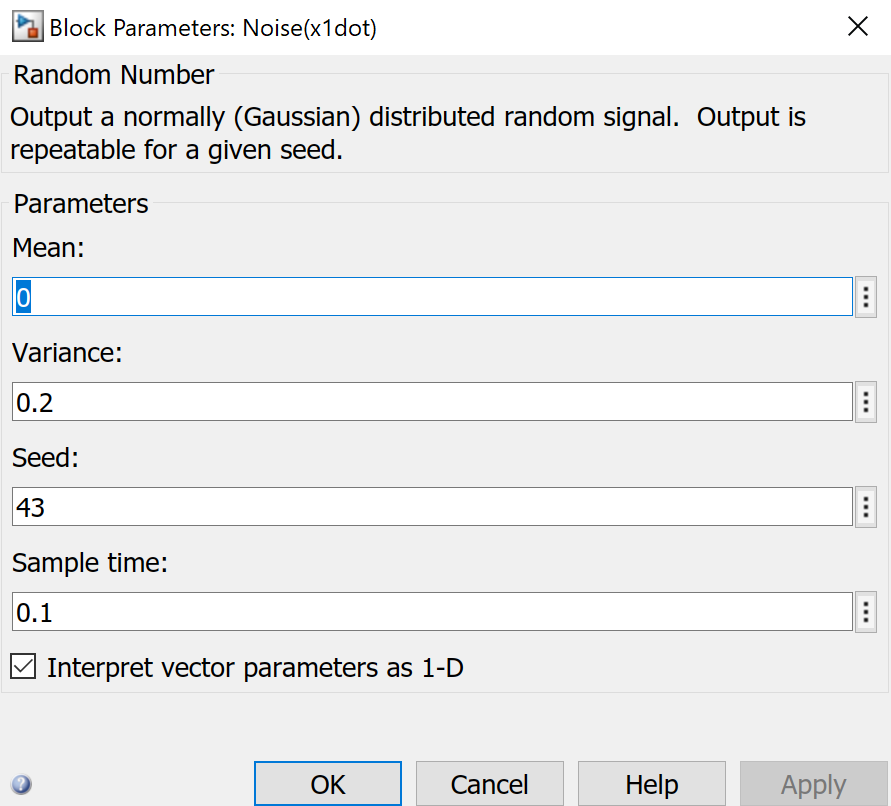 Block Parameters: Noise(x1dot)
Random Number
Output a normally (Gaussian) distributed random signal.  Output is
repeatable for a given seed.
Parameters
Mean:
0
Variance:
0.2
Seed:
43
Sample time:
0.1
Interpret vector parameters as 1-D
OK Cancel Help Apply